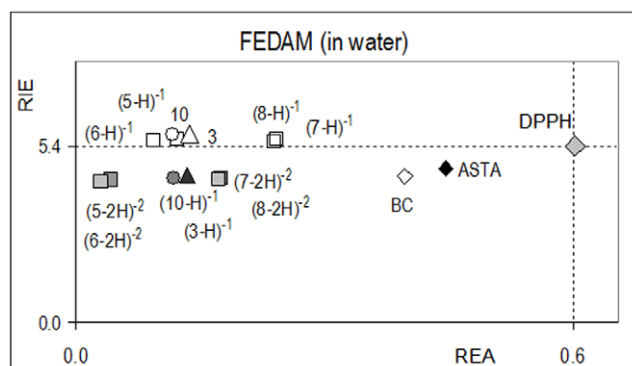 FEDAM (in water)
RIE
(5-H)-1
10
(8-H)-1
(7-H)-1
DPPH
(6-H)-1
3
5.4
ASTA
(7-2H)-2
(5-2H)-2
(10-H)-1
(8-2H)-2
BC
(6-2H)-2
(3-H)-1
0.0
0.0
REA
0.6